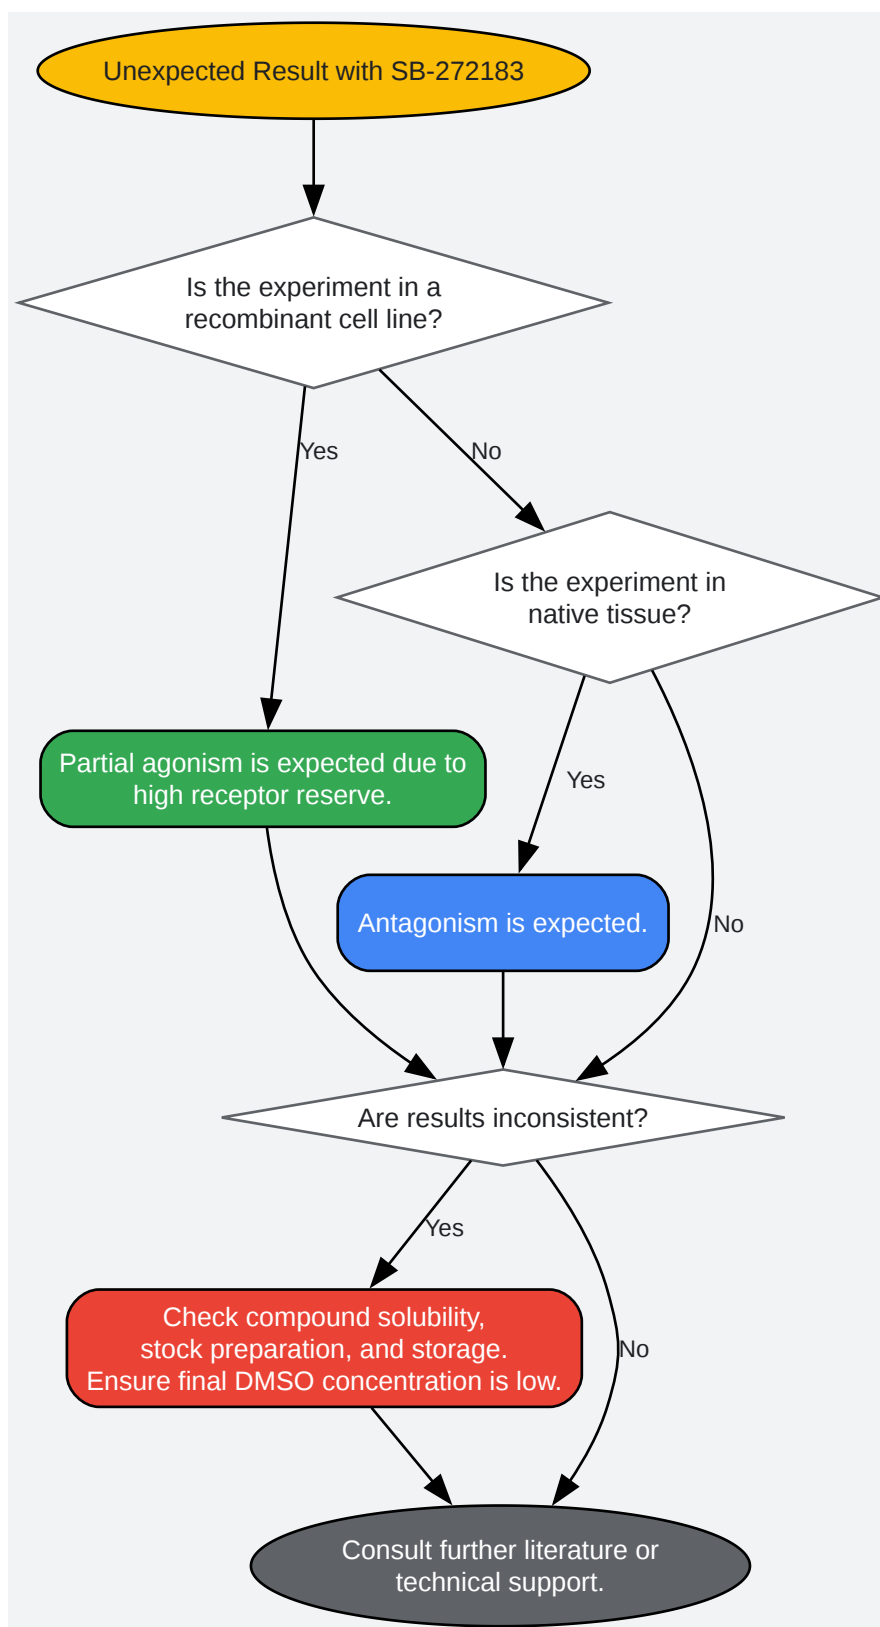 Unexpected Result with SB-272183
Is the experiment in a
recombinant cell line?
Yes
No
Is the experiment in
native tissue?
Partial agonism is expected due to
high receptor reserve.
Yes
Antagonism is expected.
No
Are results inconsistent?
Yes
Check compound solubility,
stock preparation, and storage.
Ensure final DMSO concentration is low.
No
Consult further literature or
technical support.